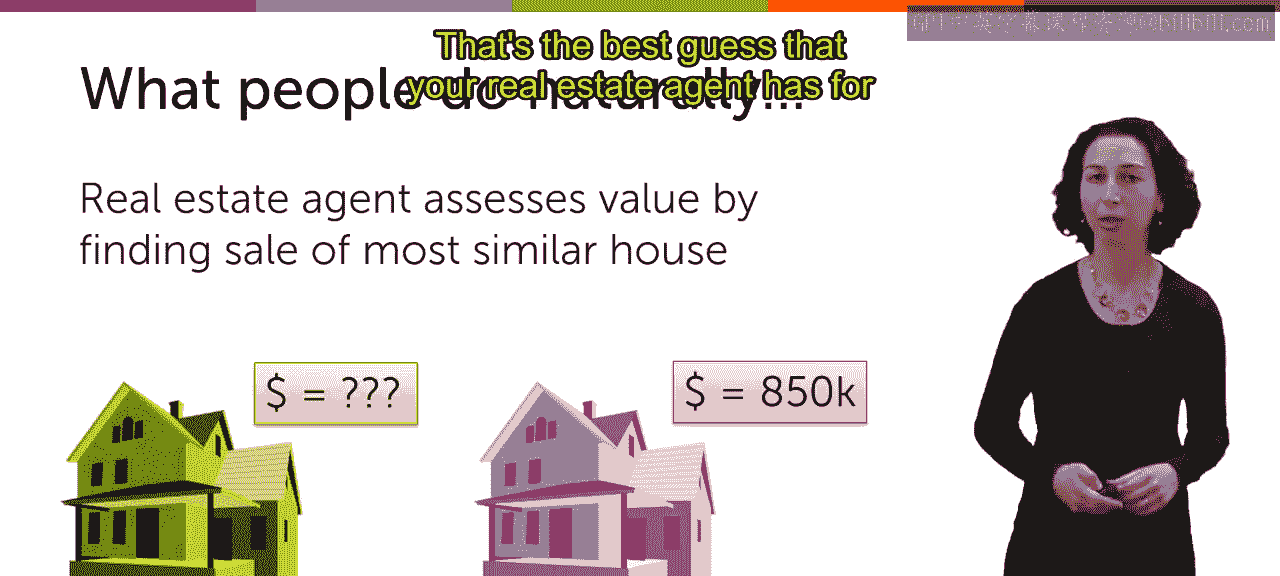 That's the best guess that
your real estate agent has for
What people do naturally...
Real estate agent assesses value by
finding sale of most similar house
$ = ???
$ = 850k